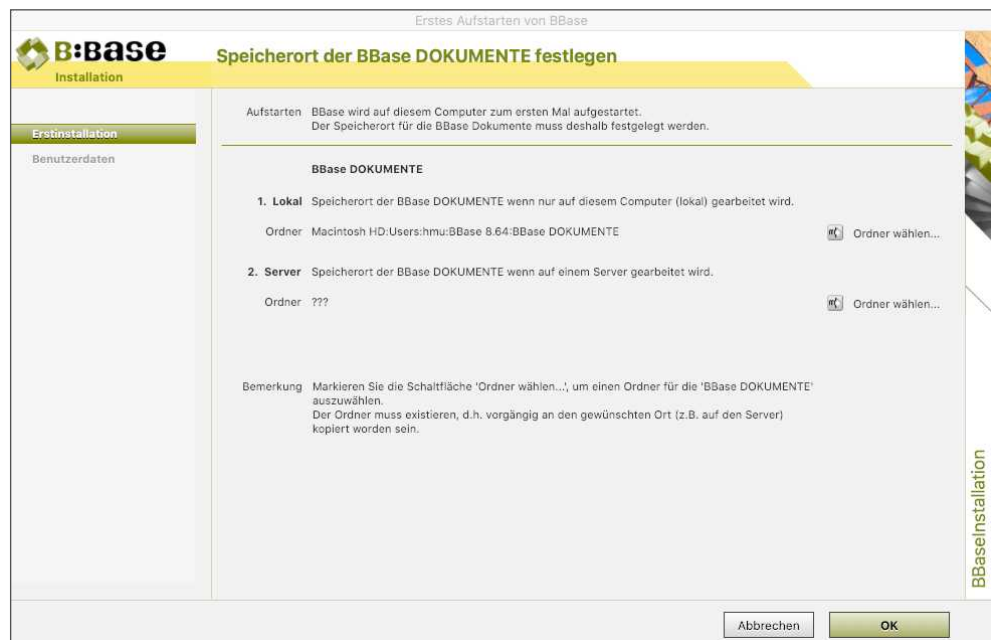 Erstes Aufstarten von BBase
B:Base
Installation
Speicherort der BBase DOKUMENTE festlegen
Erstinstallation
Benutzerdaten
Aufstarten BBase wird auf diesem Computer zum ersten Mal aufgestartet.
Der Speicherort für die BBase Dokumente muss deshalb festgelegt werden.
BBase DOKUMENTE
1. Lokal Speicherort der BBase DOKUMENTE wenn nur auf diesem Computer (lokal) gearbeitet wird.
Ordner Macintosh HD:Users:hmu:BBase 8.64:BBase DOKUMENTE Ordner wählen...
2. Server Speicherort der BBase DOKUMENTE wenn auf einem Server gearbeitet wird.
Ordner ??? Ordner wählen...
Bemerkung Markieren Sie die Schaltfläche 'Ordner wählen...', um einen Ordner für die 'BBase DOKUMENTE'
auszuwählen.
Der Ordner muss existieren, d.h. vorgängig an den gewünschten Ort (z.B. auf den Server)
kopiert worden sein.
BBaseInstallation
Abbrechen OK